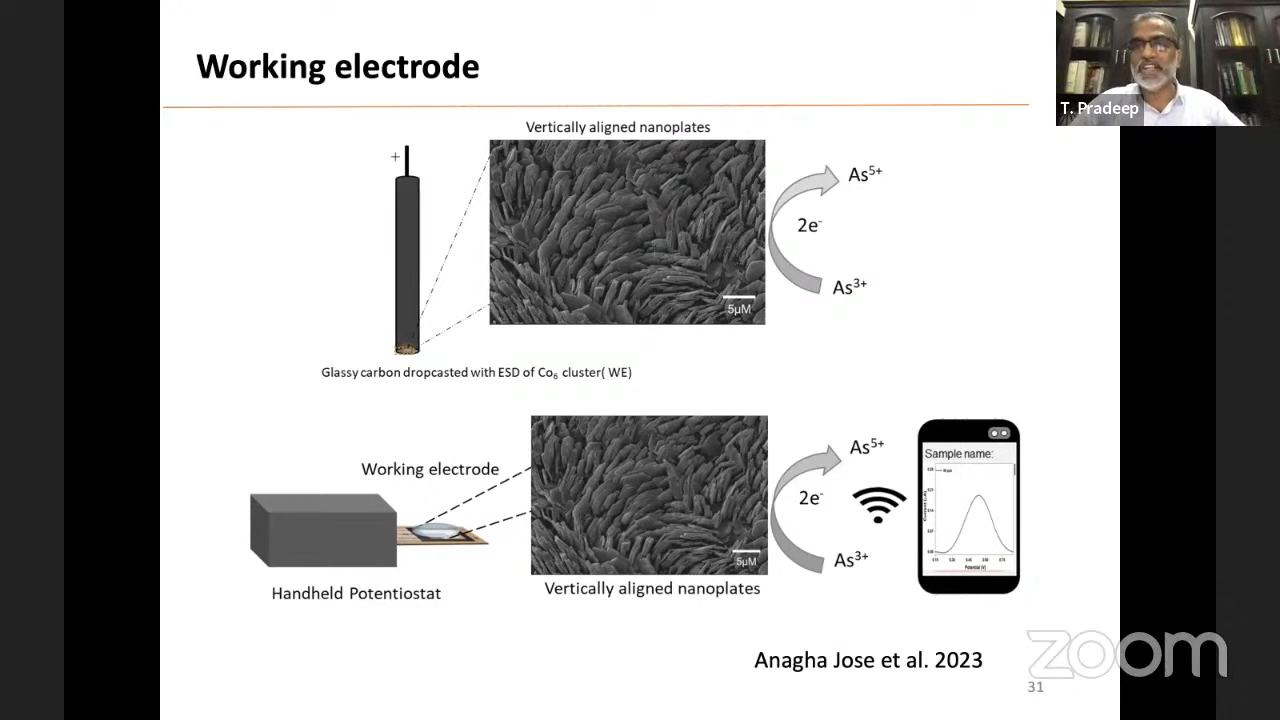 Working electrode
T. Pradeep
Vertically aligned nanoplates
+
As⁵⁺
2e⁻
As³⁺
5µM
Glassy carbon dropcasted with ESD of Co₆ cluster( WE)
Working electrode
As⁵⁺
2e⁻
As³⁺
5µM
Sample name:
Potential (V)
Handheld Potentiostat
Vertically aligned nanoplates
Anagha Jose et al. 2023
zoom
31